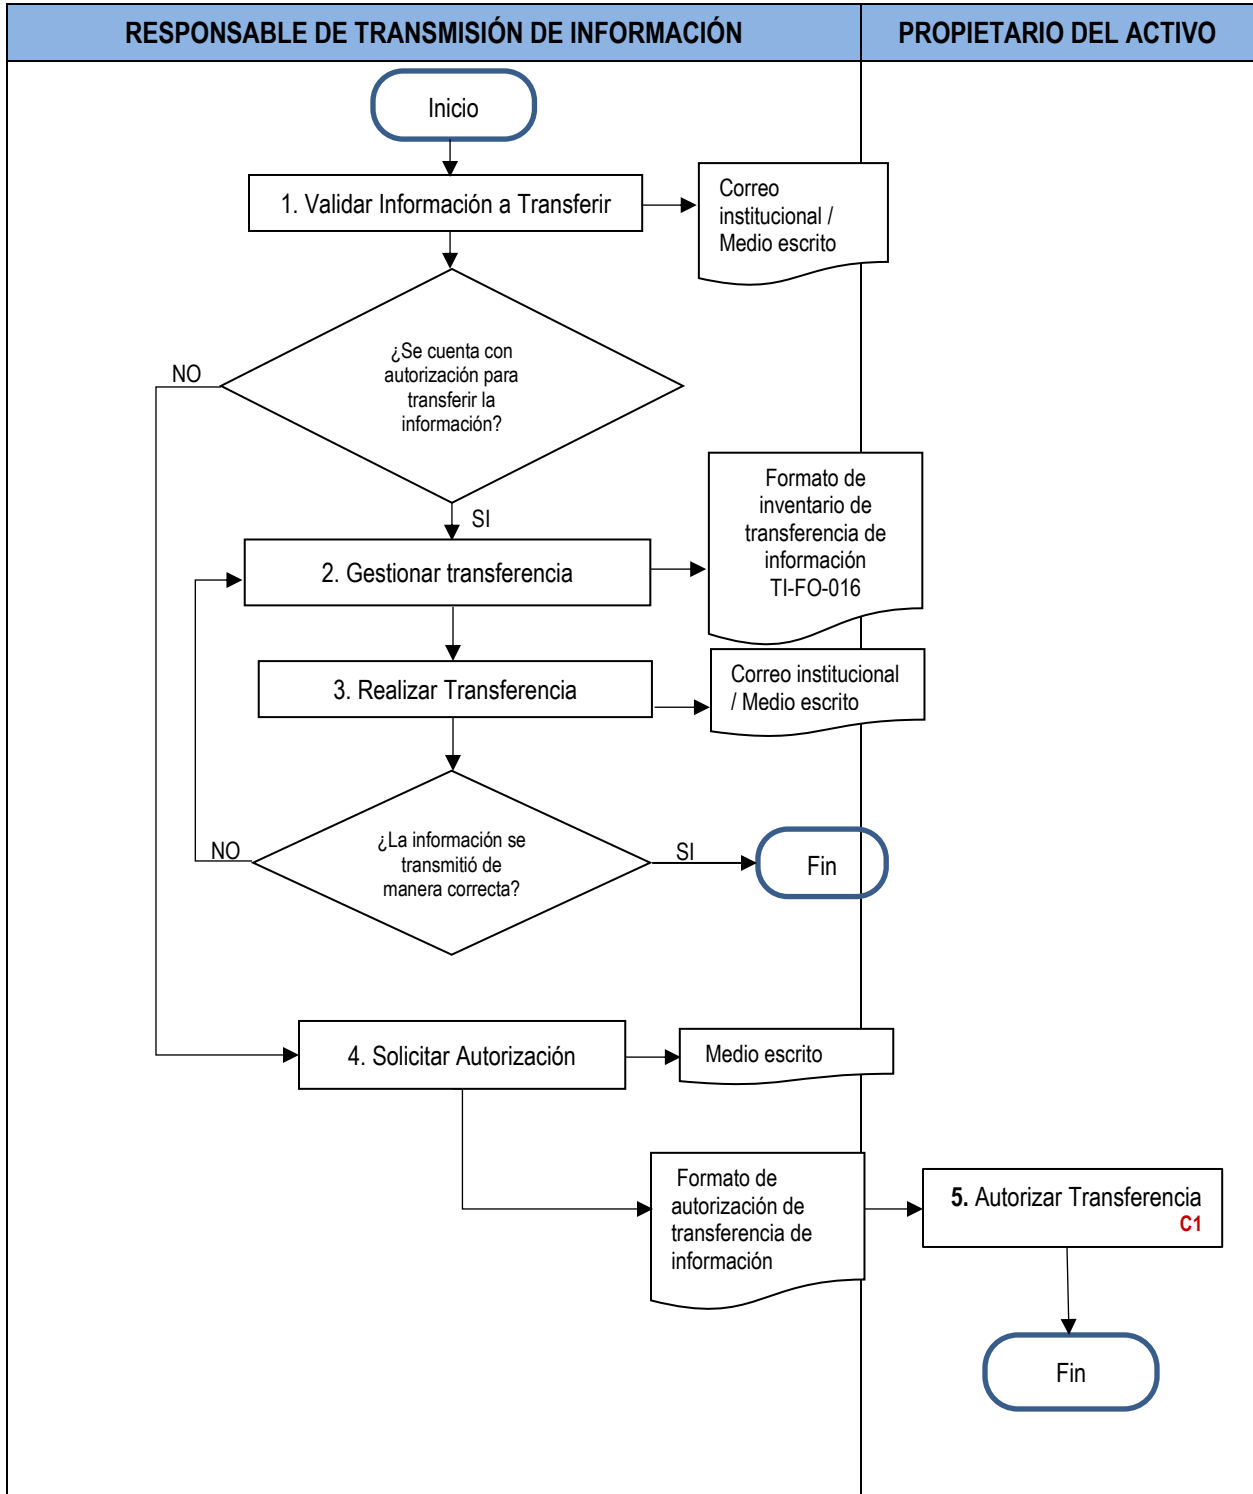 RESPONSABLE DE TRANSMISIÓN DE INFORMACIÓN
PROPIETARIO DEL ACTIVO
Inicio
1. Validar Información a Transferir
Correo
institucional /
Medio escrito
¿Se cuenta con
autorización para
transferir la
información?
NO
SI
Formato de
inventario de
transferencia de
información
TI-FO-016
2. Gestionar transferencia
3. Realizar Transferencia
Correo institucional
/ Medio escrito
¿La información se
transmitió de
manera correcta?
NO
SI
Fin
4. Solicitar Autorización
Medio escrito
Formato de
autorización de
transferencia de
información
5. Autorizar Transferencia
C1
Fin